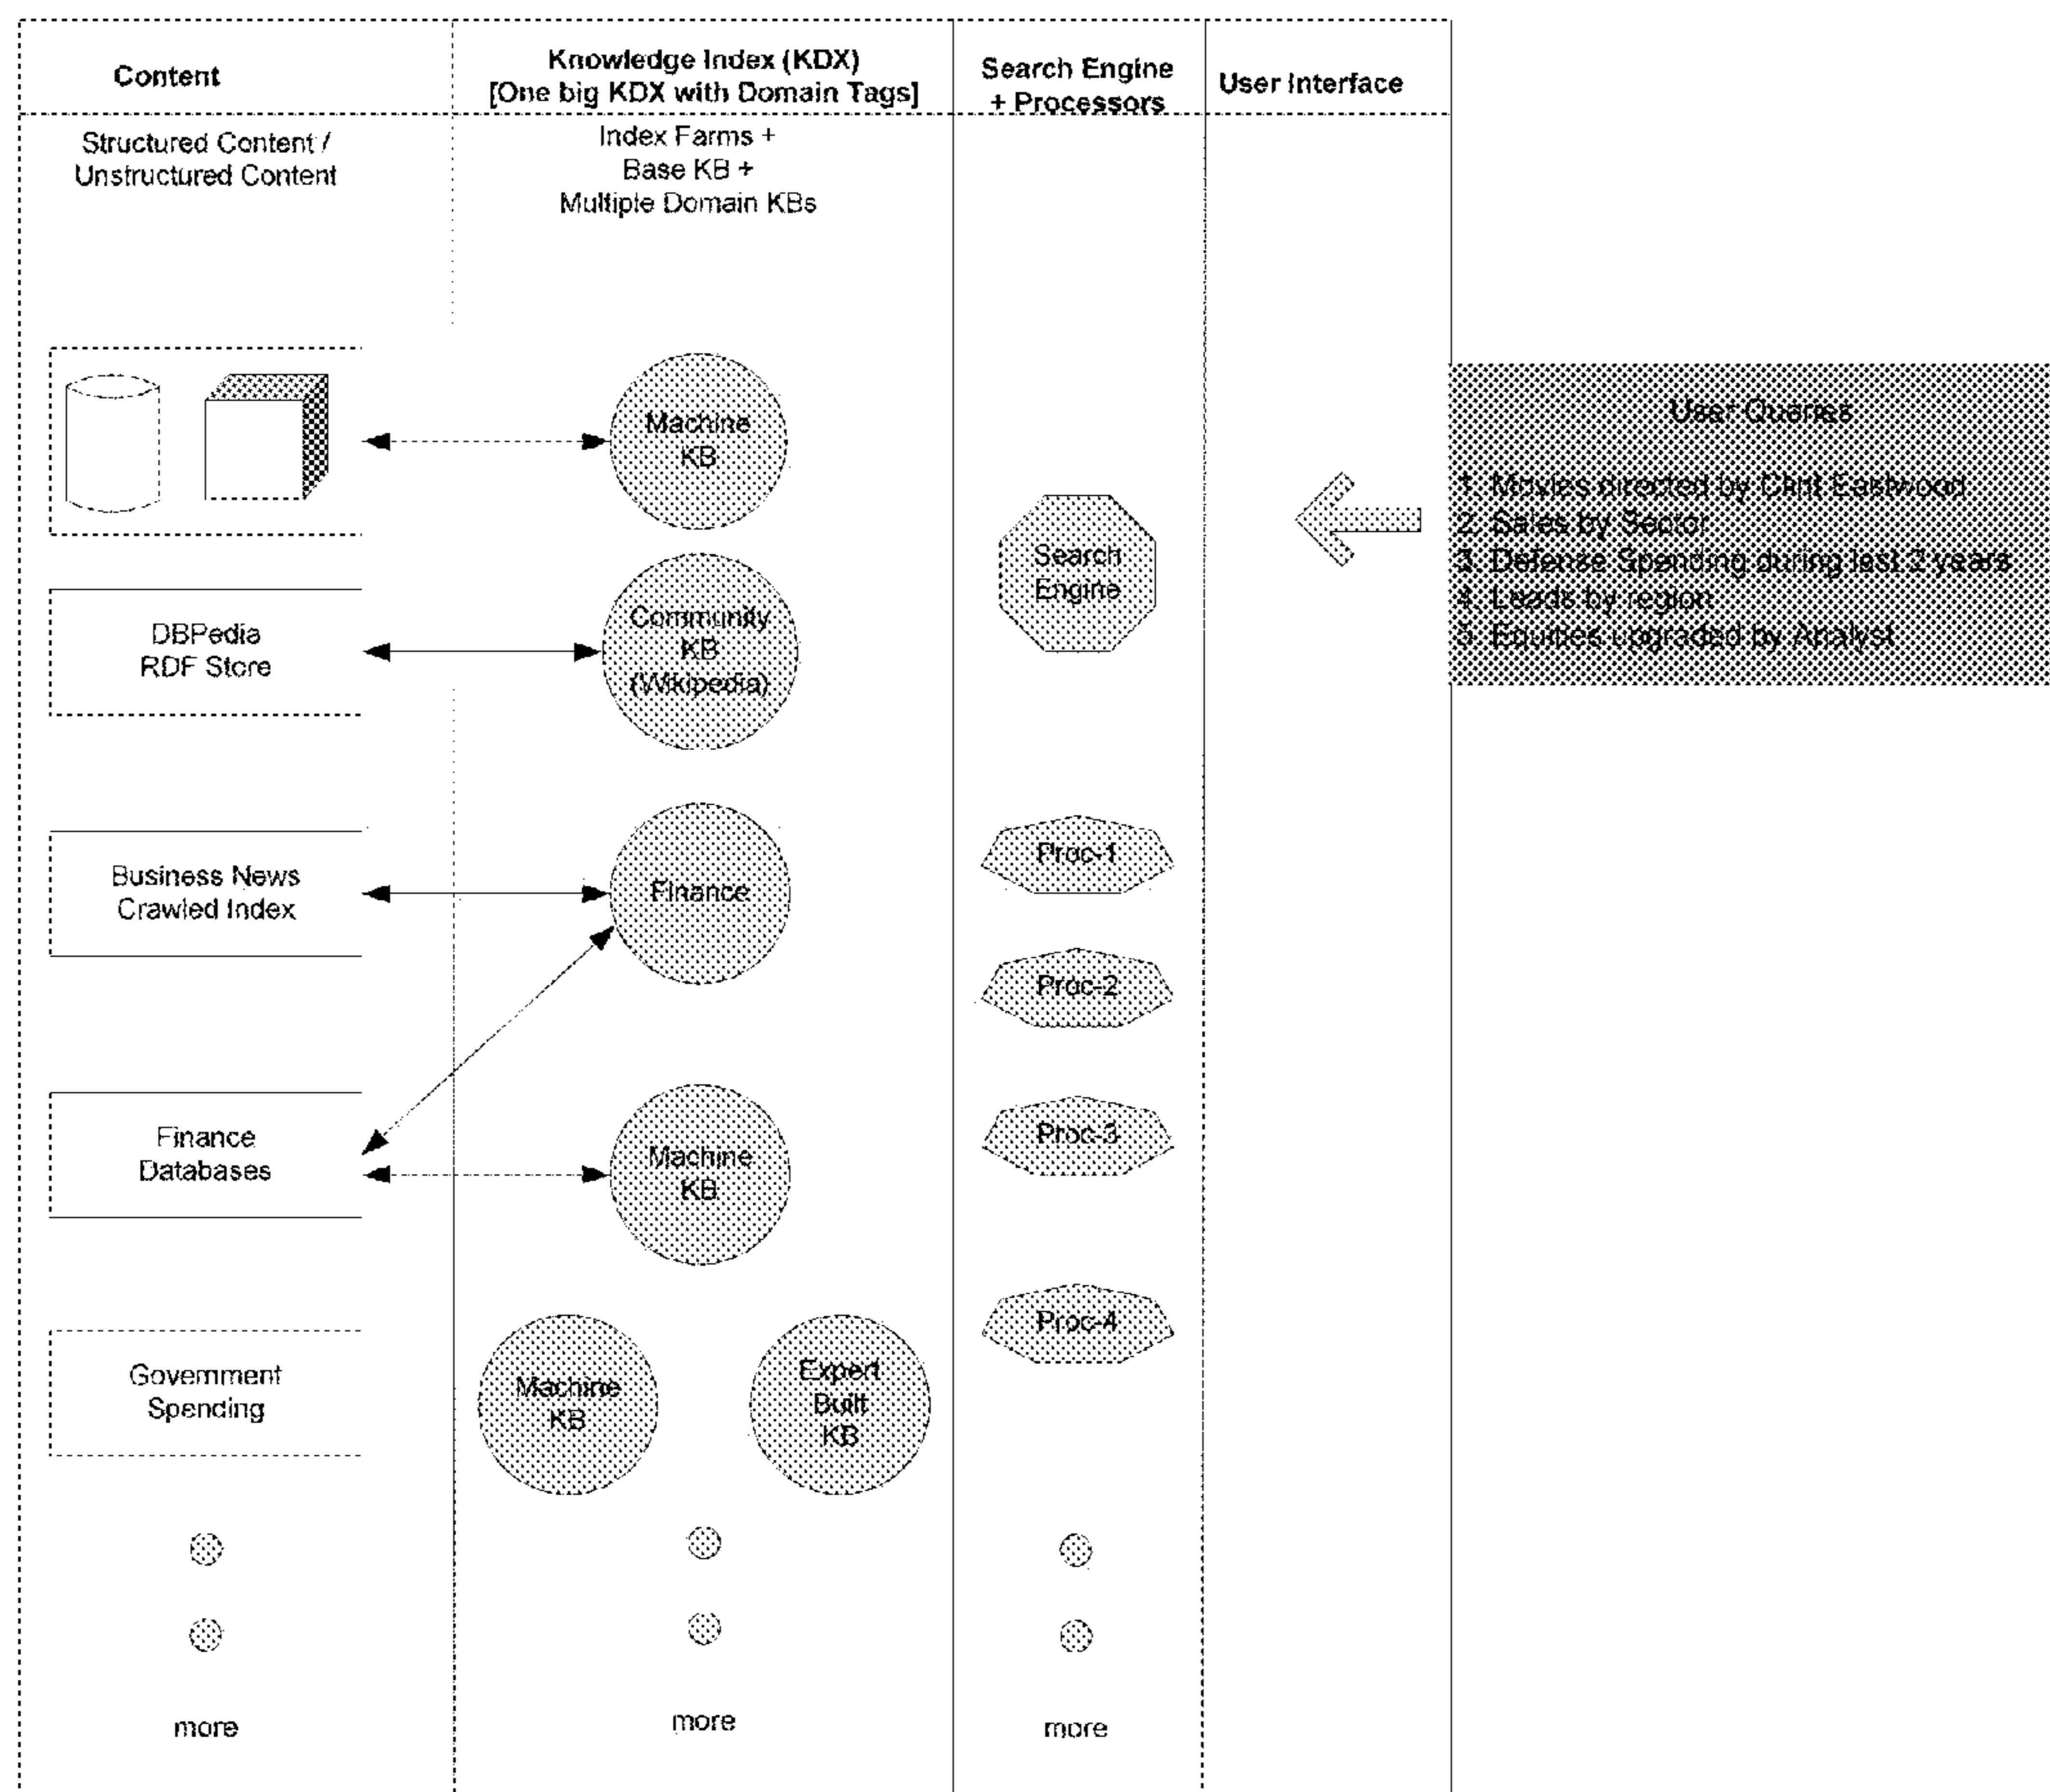 Content
Knowledge Index (KDX)
[One big KDX with Domain Tags]
Search Engine
+ Processors
User Interface
Structured Content /
Unstructured Content
Index Farms +
Base KB +
Multiple Domain KBs
Machine
KB
User Queries
1. Movies directed by Clint Eastwood
2. Sales by Sector
3. Defense Spending during last 2 years
4. Leads by region
5. Equities upgraded by Analyst
Search
Engine
DBPedia
RDF Store
Community
KB
(Wikipedia)
Business News
Crawled Index
Finance
Proc-1
Proc-2
Finance
Databases
Machine
KB
Proc-3
Government
Spending
Machine
KB
Expert
Built
KB
Proc-4
more
more
more